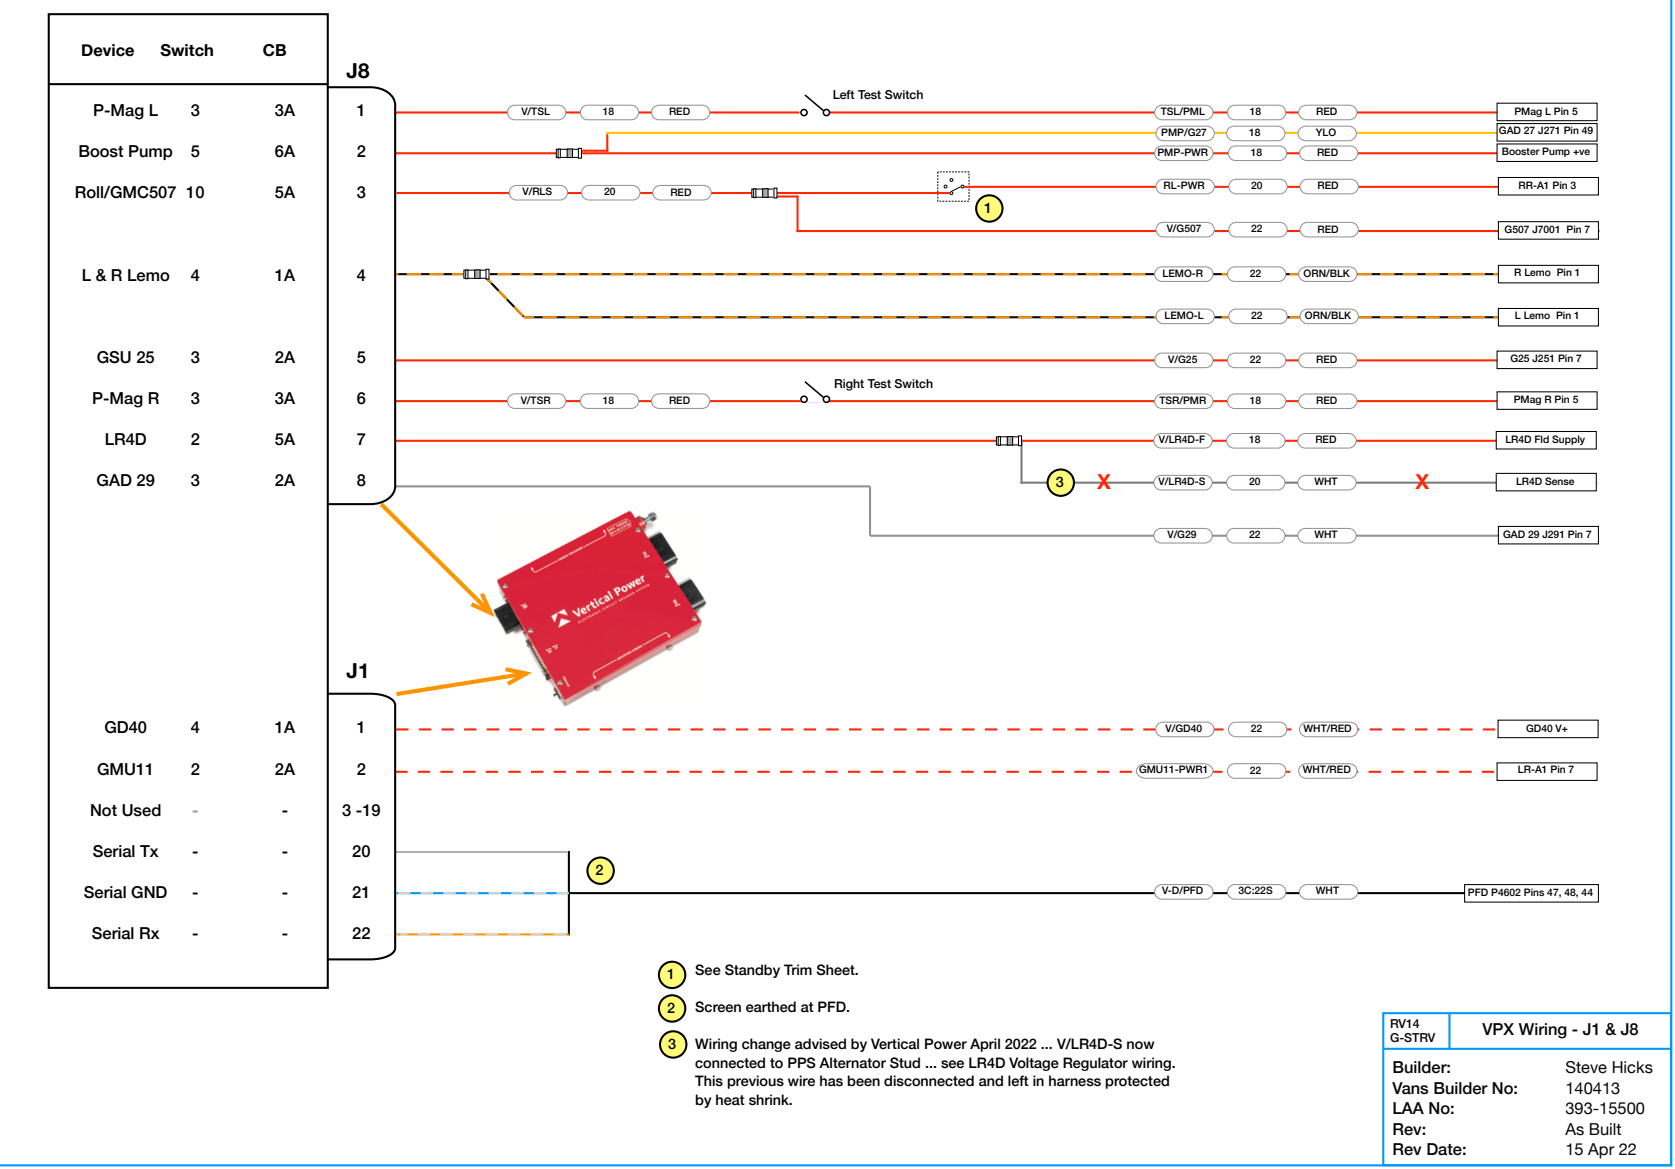 Device Switch CB
J8
P-Mag L 3 3A 1 V/TSL 18 RED Left Test Switch TSL/PML 18 RED PMag L Pin 5
PMP/G27 18 YLO GAD 27 J271 Pin 49
Boost Pump 5 6A 2 PMP-PWR 18 RED Booster Pump +ve
Roll/GMC507 10 5A 3 V/RLS 20 RED 1 RL-PWR 20 RED RR-A1 Pin 3
V/G507 22 RED G507 J7001 Pin 7
L & R Lemo 4 1A 4 LEMO-R 22 ORN/BLK R Lemo Pin 1
LEMO-L 22 ORN/BLK L Lemo Pin 1
GSU 25 3 2A 5 V/G25 22 RED G25 J251 Pin 7
P-Mag R 3 3A 6 V/TSR 18 RED Right Test Switch TSR/PMR 18 RED PMag R Pin 5
LR4D 2 5A 7 V/LR4D-F 18 RED LR4D Fld Supply
GAD 29 3 2A 8 3 X V/LR4D-S 20 WHT X LR4D Sense
V/G29 22 WHT GAD 29 J291 Pin 7
Vertical Power
J1
GD40 4 1A 1 V/GD40 22 WHT/RED GD40 V+
GMU11 2 2A 2 GMU11-PWR1 22 WHT/RED LR-A1 Pin 7
Not Used - - 3 -19
Serial Tx - - 20
2
Serial GND - - 21 V-D/PFD 3C:22S WHT PFD P4602 Pins 47, 48, 44
Serial Rx - - 22
1 See Standby Trim Sheet.
2 Screen earthed at PFD.
3 Wiring change advised by Vertical Power April 2022 ... V/LR4D-S now
connected to PPS Alternator Stud ... see LR4D Voltage Regulator wiring.
This previous wire has been disconnected and left in harness protected
by heat shrink.
RV14
G-STRV
VPX Wiring - J1 & J8
Builder: Steve Hicks
Vans Builder No: 140413
LAA No: 393-15500
Rev: As Built
Rev Date: 15 Apr 22